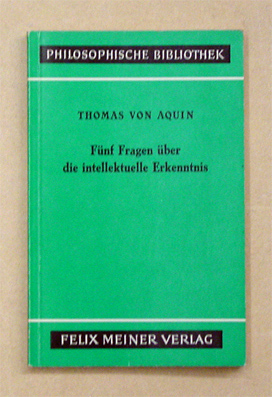 PHILOSOPHISCHE BIBLIOTHEK
THOMAS VON AQUIN
Fünf Fragen über
die intellektuelle Erkenntnis
FELIX MEINER VERLAG